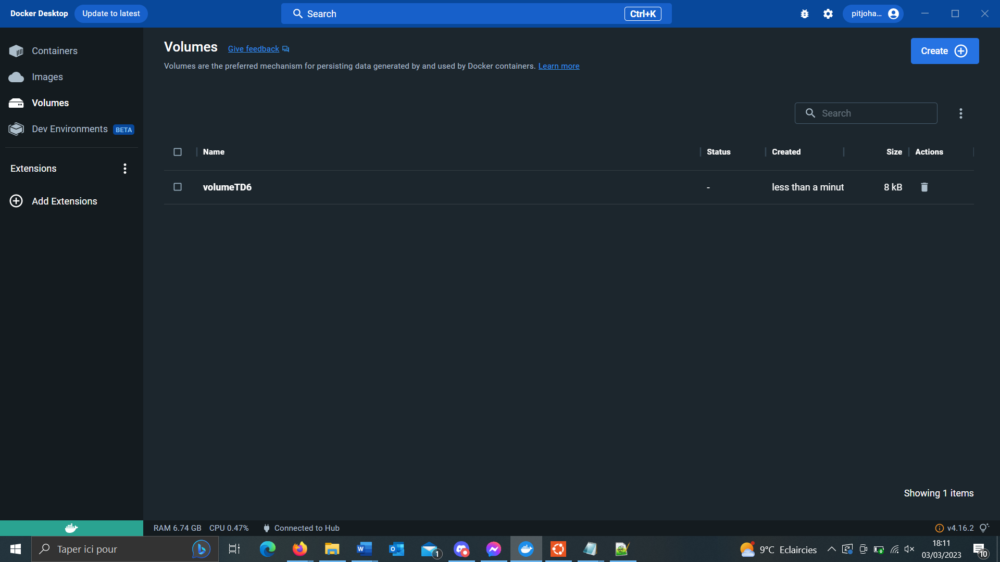 Docker Desktop Update to latest Search Ctrl+K pitjoha...
Containers
Images
Volumes
Dev Environments BETA
Extensions
Add Extensions
Volumes Give feedback
Volumes are the preferred mechanism for persisting data generated by and used by Docker containers. Learn more
Create
Search
Name Status Created Size Actions
volumeTD6 - less than a minut 8 kB
Showing 1 items
RAM 6.74 GB CPU 0.47% Connected to Hub v4.16.2
Taper ici pour 1 9°C Eclaircies 18:11
03/03/2023 10